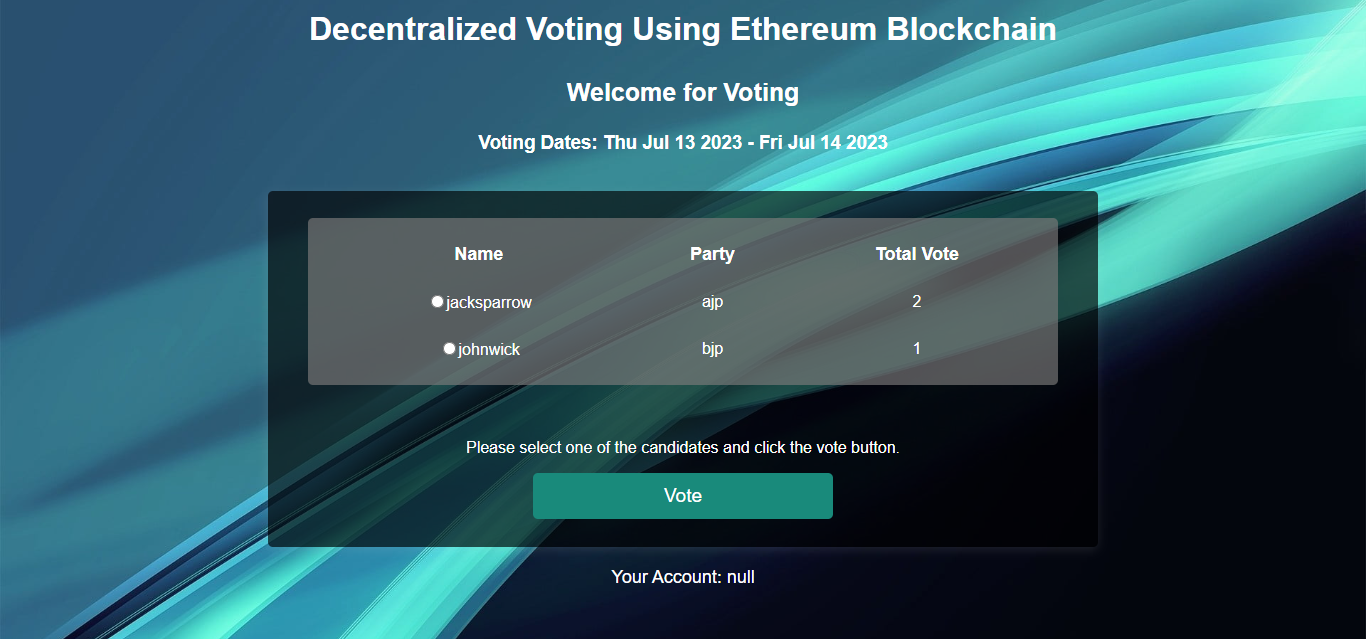 Decentralized Voting Using Ethereum Blockchain
Welcome for Voting
Voting Dates: Thu Jul 13 2023 - Fri Jul 14 2023
Name Party Total Vote
jacksparrow ajp 2
johnwick bjp 1
Please select one of the candidates and click the vote button.
Vote
Your Account: null